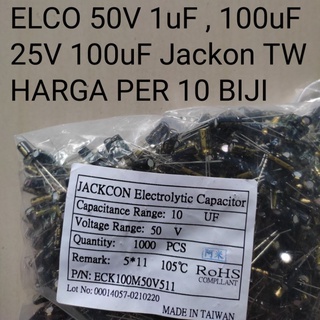 ELCO 50V 1uF , 100uF
25V 100uF Jackon TW
HARGA PER 10 BIJI
JACKCON Electrolytic Capacitor
Capacitance Range: 10 UF
Voltage Range: 50 V
Quantity: 1000 PCS
Remark: 5*11 105℃ RoHS
COMPLIANT
P/N: ECK100M50V511
Lot No: 00014057-0210220
MADE IN TAIWAN